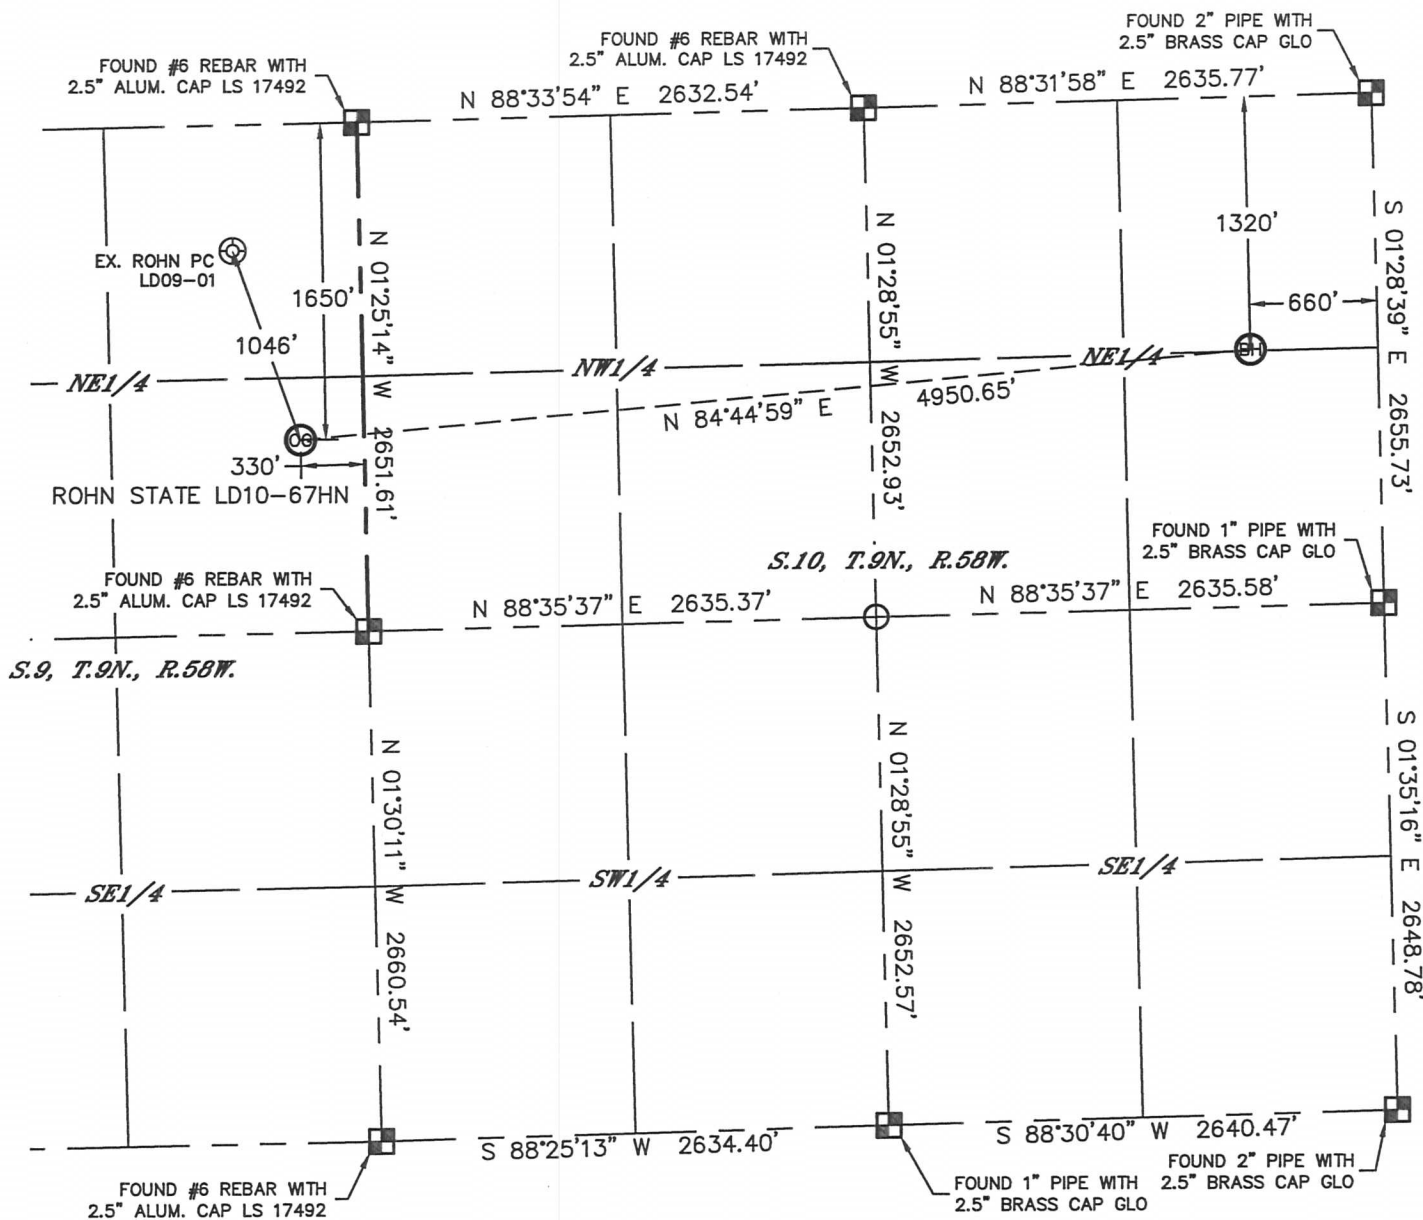 FOUND 2" PIPE WITH
2.5" BRASS CAP GLO
FOUND #6 REBAR WITH
2.5" ALUM. CAP LS 17492
FOUND #6 REBAR WITH
2.5" ALUM. CAP LS 17492
N 88°33'54" E 2632.54'
N 88°31'58" E 2635.77'
EX. ROHN PC
LD09-01
1046'
1650'
N 01°25'14" W 2651.61'
N 01°28'55" W 2652.93'
1320'
660'
S 01°28'39" E 2655.73'
NE1/4
NW1/4
NE1/4
BH
N 84°44'59" E 4950.65'
OG
330'
ROHN STATE LD10-67HN
FOUND 1" PIPE WITH
2.5" BRASS CAP GLO
S.10, T.9N., R.58W.
FOUND #6 REBAR WITH
2.5" ALUM. CAP LS 17492
N 88°35'37" E 2635.37'
N 88°35'37" E 2635.58'
S.9, T.9N., R.58W.
N 01°30'11" W 2660.54'
N 01°28'55" W 2652.57'
S 01°35'16" E 2648.78'
SE1/4
SW1/4
SE1/4
S 88°25'13" W 2634.40'
S 88°30'40" W 2640.47'
FOUND #6 REBAR WITH
2.5" ALUM. CAP LS 17492
FOUND 1" PIPE WITH
2.5" BRASS CAP GLO
FOUND 2" PIPE WITH
2.5" BRASS CAP GLO